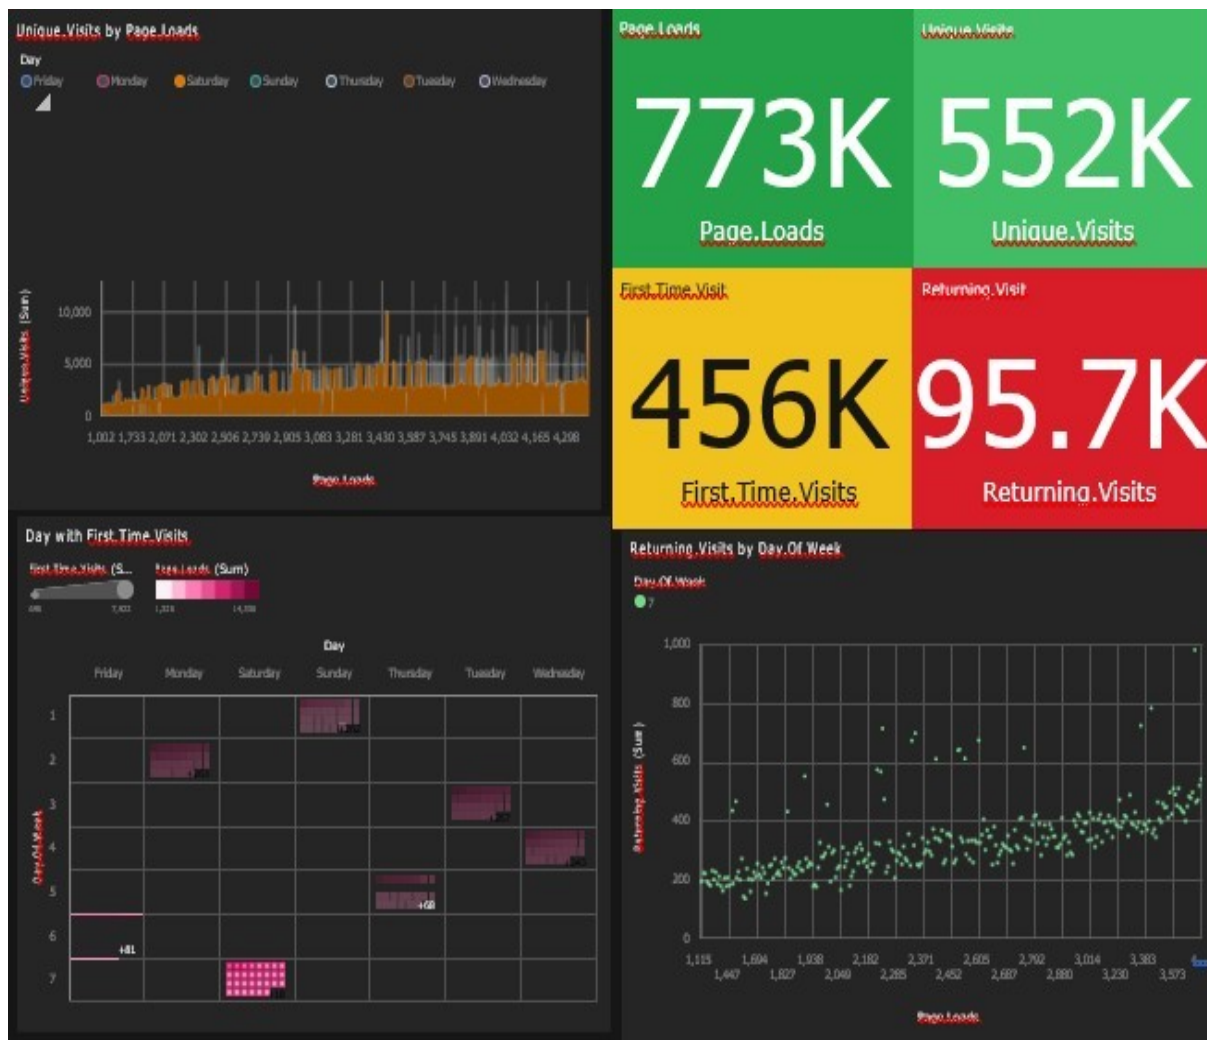 Unique.Visits by Page.Loads
Day
Friday Monday Saturday Sunday Thursday Tuesday Wednesday
Unique.Visits (Sum)
10,000
5,000
0
1,002 1,733 2,071 2,302 2,506 2,739 2,905 3,083 3,281 3,430 3,587 3,745 3,891 4,032 4,165 4,298
Page.Loads
Page.Loads
773K
Page.Loads
Unique.Visits
552K
Unique.Visits
First.Time.Visit
456K
First.Time.Visits
Returning.Visit
95.7K
Returning.Visits
Day with First.Time.Visits
First.Time.Visits (S... Page.Loads (Sum)
Day
Friday Monday Saturday Sunday Thursday Tuesday Wednesday
Day.Of.Week
1
2
3
4
5
+68
6
+81
7
Returning.Visits by Day.Of.Week
Day.Of.Week
7
Returning.Visits (Sum)
1,000
800
600
400
200
0
1,115 1,694 1,938 2,182 2,371 2,605 2,792 3,014 3,383
1,447 1,827 2,049 2,285 2,452 2,687 2,880 3,230 3,573
Page.Loads